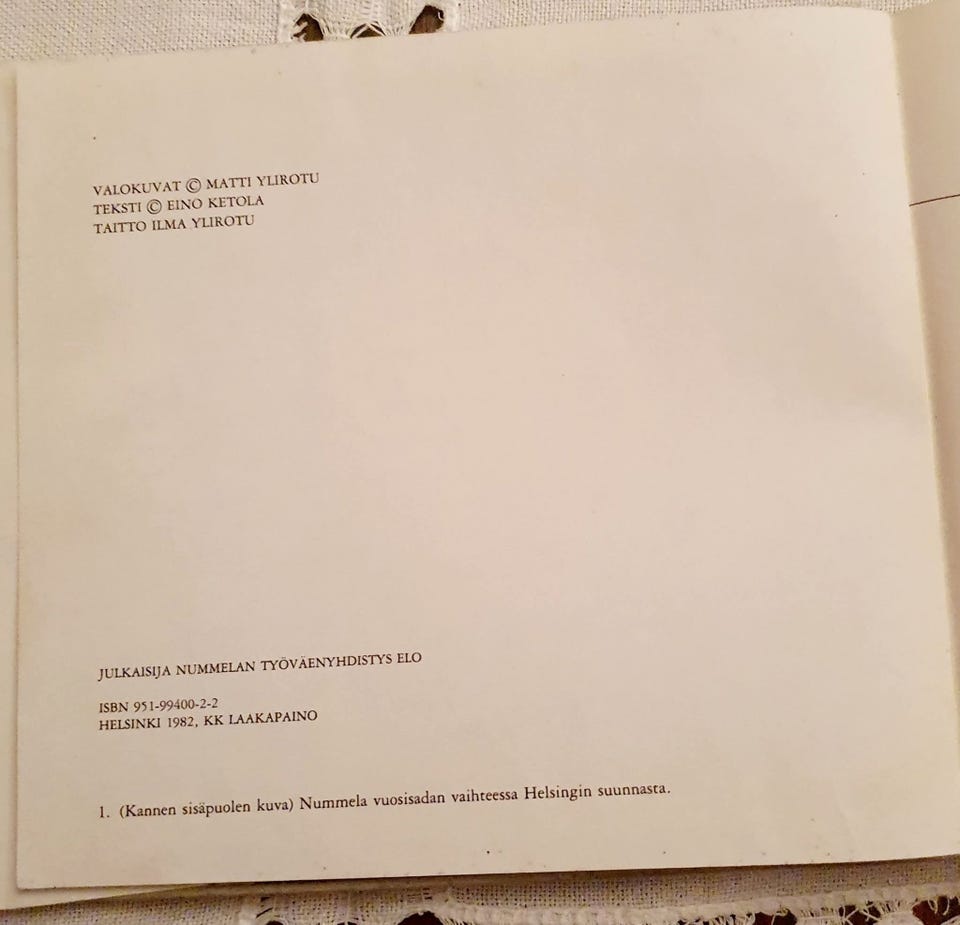 VALOKUVAT © MATTI YLIROTU
TEKSTI © EINO KETOLA
TAITTO ILMA YLIROTU
JULKAISIJA NUMMELAN TYÖVÄENYHDISTYS ELO
ISBN 951-99400-2-2
HELSINKI 1982, KK LAAKAPAINO
1. (Kannen sisäpuolen kuva) Nummela vuosisadan vaihteessa Helsingin suunnasta.